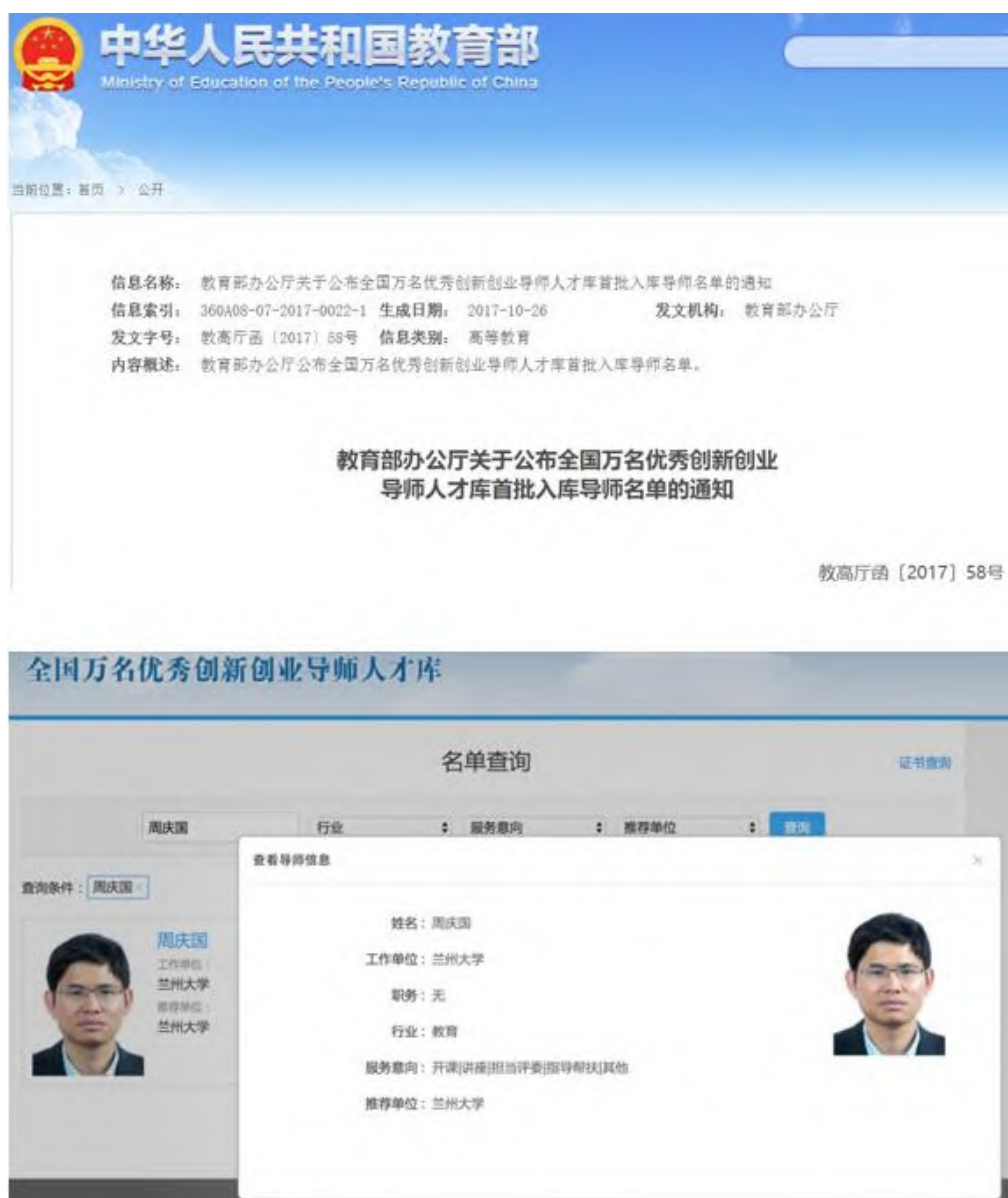 中华人民共和国教育部
Ministry of Education of the People's Republic of China
当前位置：首页 > 公开
信息名称： 教育部办公厅关于公布全国万名优秀创新创业导师人才库首批入库导师名单的通知
信息索引： 360A08-07-2017-0022-1 生成日期： 2017-10-26 发文机构： 教育部办公厅
发文字号： 教高厅函〔2017〕58号 信息类别： 高等教育
内容概述： 教育部办公厅公布全国万名优秀创新创业导师人才库首批入库导师名单。
教育部办公厅关于公布全国万名优秀创新创业
导师人才库首批入库导师名单的通知
教高厅函〔2017〕58号
全国万名优秀创新创业导师人才库
名单查询
证书查询
周庆国 行业 服务意向 推荐单位 查询
查看导师信息 ×
查询条件：周庆国 ×
姓名：周庆国
周庆国
工作单位：
兰州大学
推荐单位：
兰州大学
工作单位：兰州大学
职务：无
行业：教育
服务意向：开课|讲座|担当评委|指导帮扶|其他
推荐单位：兰州大学